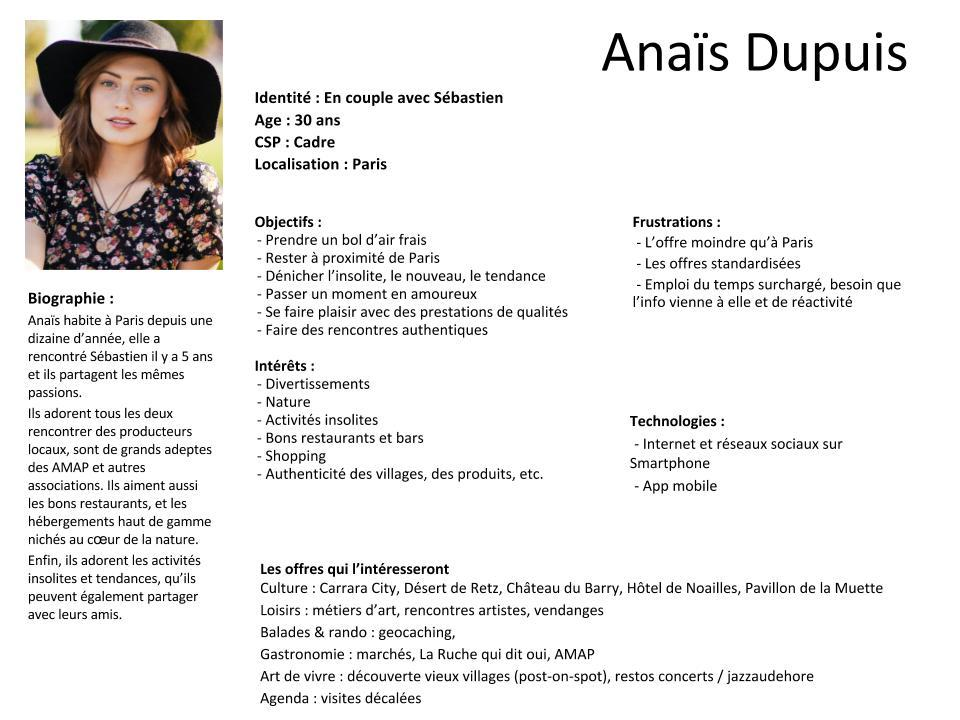 Anaïs Dupuis
Identité : En couple avec Sébastien
Age : 30 ans
CSP : Cadre
Localisation : Paris
Objectifs :
- Prendre un bol d’air frais
- Rester à proximité de Paris
- Dénicher l’insolite, le nouveau, le tendance
- Passer un moment en amoureux
- Se faire plaisir avec des prestations de qualités
- Faire des rencontres authentiques
Intérêts :
- Divertissements
- Nature
- Activités insolites
- Bons restaurants et bars
- Shopping
- Authenticité des villages, des produits, etc.
Frustrations :
- L’offre moindre qu’à Paris
- Les offres standardisées
- Emploi du temps surchargé, besoin que
l’info vienne à elle et de réactivité
Technologies :
- Internet et réseaux sociaux sur
Smartphone
- App mobile
Biographie :
Anaïs habite à Paris depuis une
dizaine d’année, elle a
rencontré Sébastien il y a 5 ans
et ils partagent les mêmes
passions.
Ils adorent tous les deux
rencontrer des producteurs
locaux, sont de grands adeptes
des AMAP et autres
associations. Ils aiment aussi
les bons restaurants, et les
hébergements haut de gamme
nichés au cœur de la nature.
Enfin, ils adorent les activités
insolites et tendances, qu’ils
peuvent également partager
avec leurs amis.
Les offres qui l’intéresseront
Culture : Carrara City, Désert de Retz, Château du Barry, Hôtel de Noailles, Pavillon de la Muette
Loisirs : métiers d’art, rencontres artistes, vendanges
Balades & rando : geocaching,
Gastronomie : marchés, La Ruche qui dit oui, AMAP
Art de vivre : découverte vieux villages (post-on-spot), restos concerts / jazzaudehore
Agenda : visites décalées